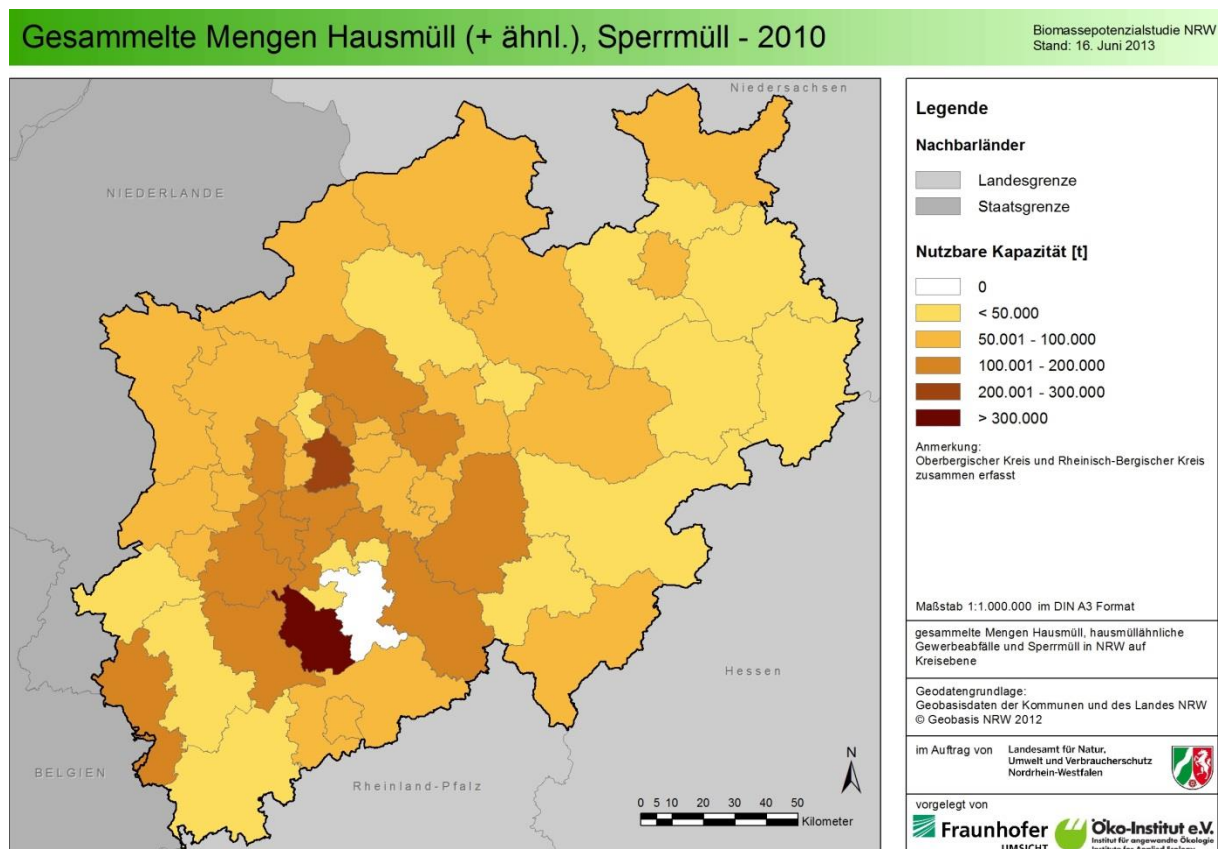 Gesammelte Mengen Hausmüll (+ ähnl.), Sperrmüll - 2010
Biomassepotenzialstudie NRW
Stand: 16. Juni 2013
Niedersachsen
NIEDERLANDE
Hessen
BELGIEN
Rheinland-Pfalz
N
0 5 10 20 30 40 50
Kilometer
Legende
Nachbarländer
Landesgrenze
Staatsgrenze
Nutzbare Kapazität [t]
0
< 50.000
50.001 - 100.000
100.001 - 200.000
200.001 - 300.000
> 300.000
Anmerkung:
Oberbergischer Kreis und Rheinisch-Bergischer Kreis
zusammen erfasst
Maßstab 1:1.000.000 im DIN A3 Format
gesammelte Mengen Hausmüll, hausmüllähnliche
Gewerbeabfälle und Sperrmüll in NRW auf
Kreisebene
Geodatengrundlage:
Geobasisdaten der Kommunen und des Landes NRW
© Geobasis NRW 2012
im Auftrag von
Landesamt für Natur,
Umwelt und Verbraucherschutz
Nordrhein-Westfalen
vorgelegt von
Fraunhofer
UMSICHT
Öko-Institut e.V.
Institut für angewandte Ökologie
Institute for Applied Ecology